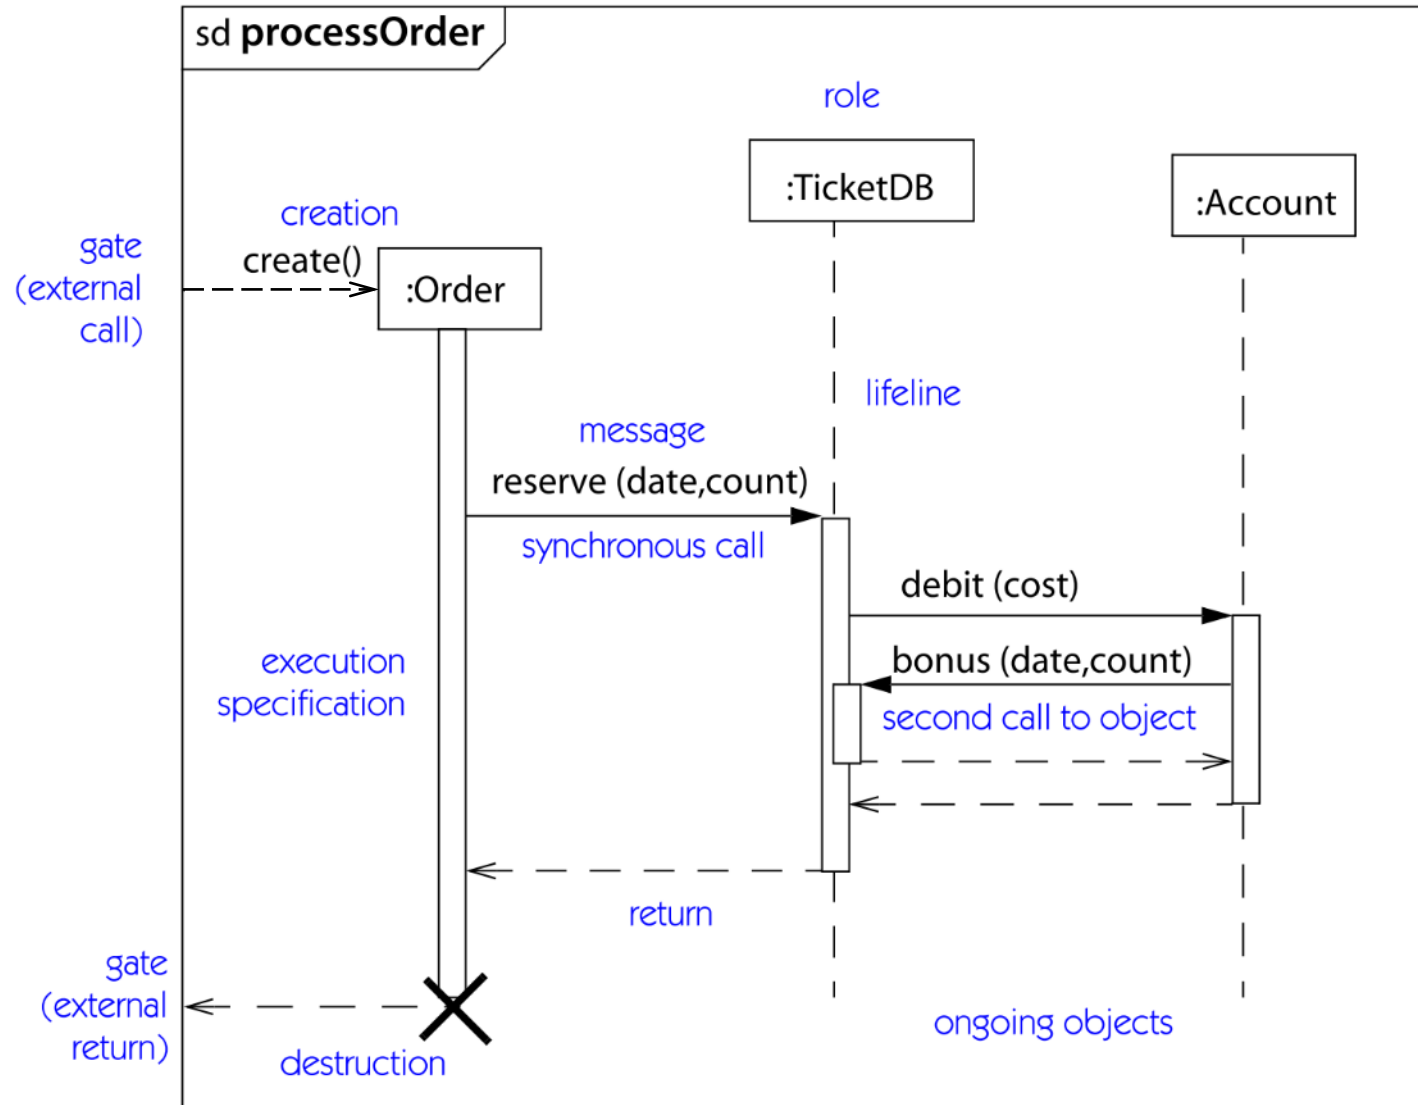 sd processOrder
role
:TicketDB
:Account
creation
gate
(external
call)
create()
:Order
lifeline
message
reserve (date,count)
synchronous call
debit (cost)
execution
specification
bonus (date,count)
second call to object
return
gate
(external
return)
ongoing objects
destruction